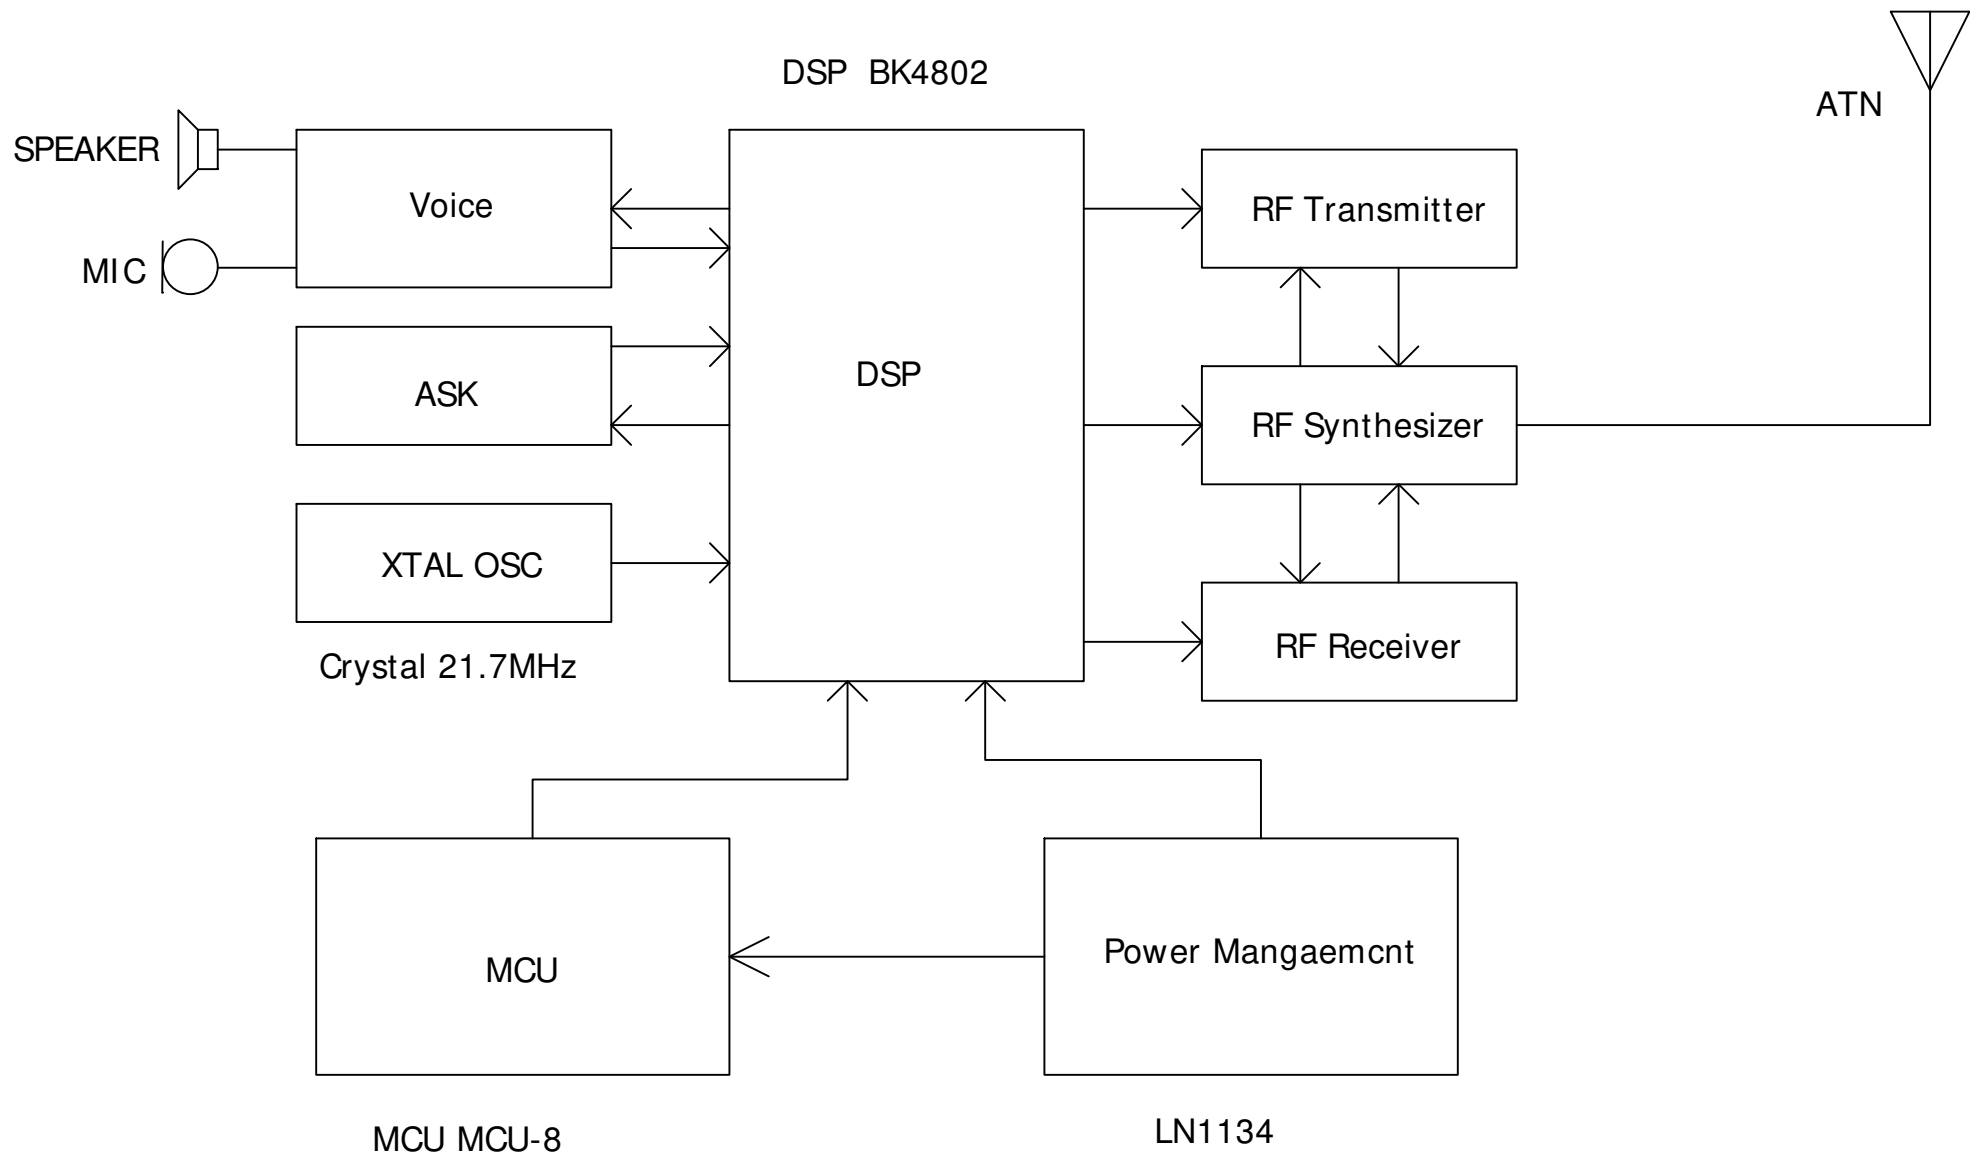 DSP BK4802
ATN
SPEAKER
Voice
RF Transmitter
MIC
DSP
ASK
RF Synthesizer
XTAL OSC
RF Receiver
Crystal 21.7MHz
Power Mangaemcnt
MCU
LN1134
MCU MCU-8